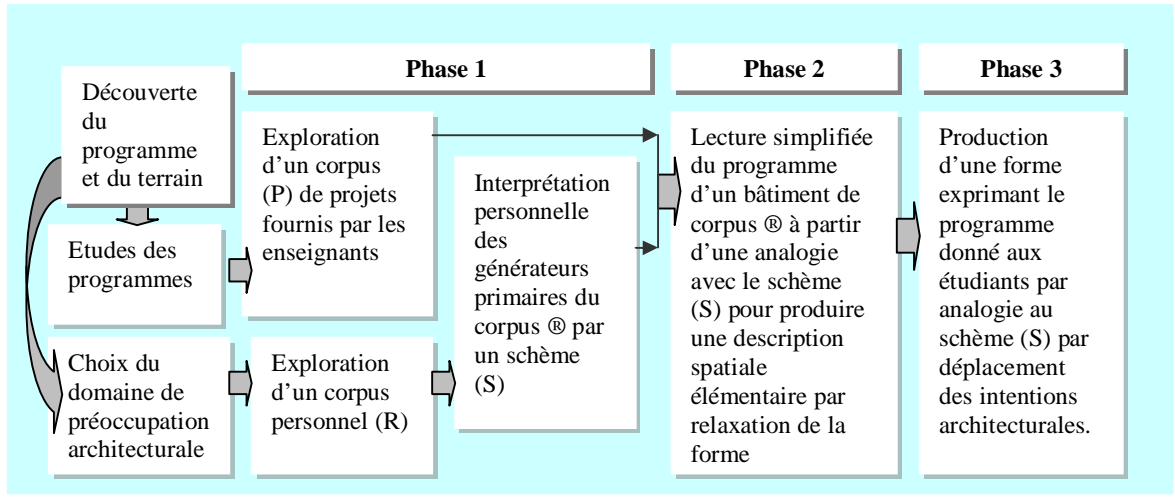 Phase 1
Phase 2
Phase 3
Découverte
du
programme
et du terrain
Etudes des
programmes
Choix du
domaine de
préoccupation
architecturale
Exploration
d'un corpus
(P) de projets
fournis par les
enseignants
Exploration
d'un corpus
personnel (R)
Interprétation
personnelle
des
générateurs
primaires du
corpus ® par
un schème
(S)
Lecture simplifiée
du programme
d'un bâtiment de
corpus ® à partir
d'une analogie
avec le schème
(S) pour produire
une description
spatiale
élémentaire par
relaxation de la
forme
Production
d'une forme
exprimant le
programme
donné aux
étudiants par
analogie au
schème (S) par
déplacement
des intentions
architecturales.